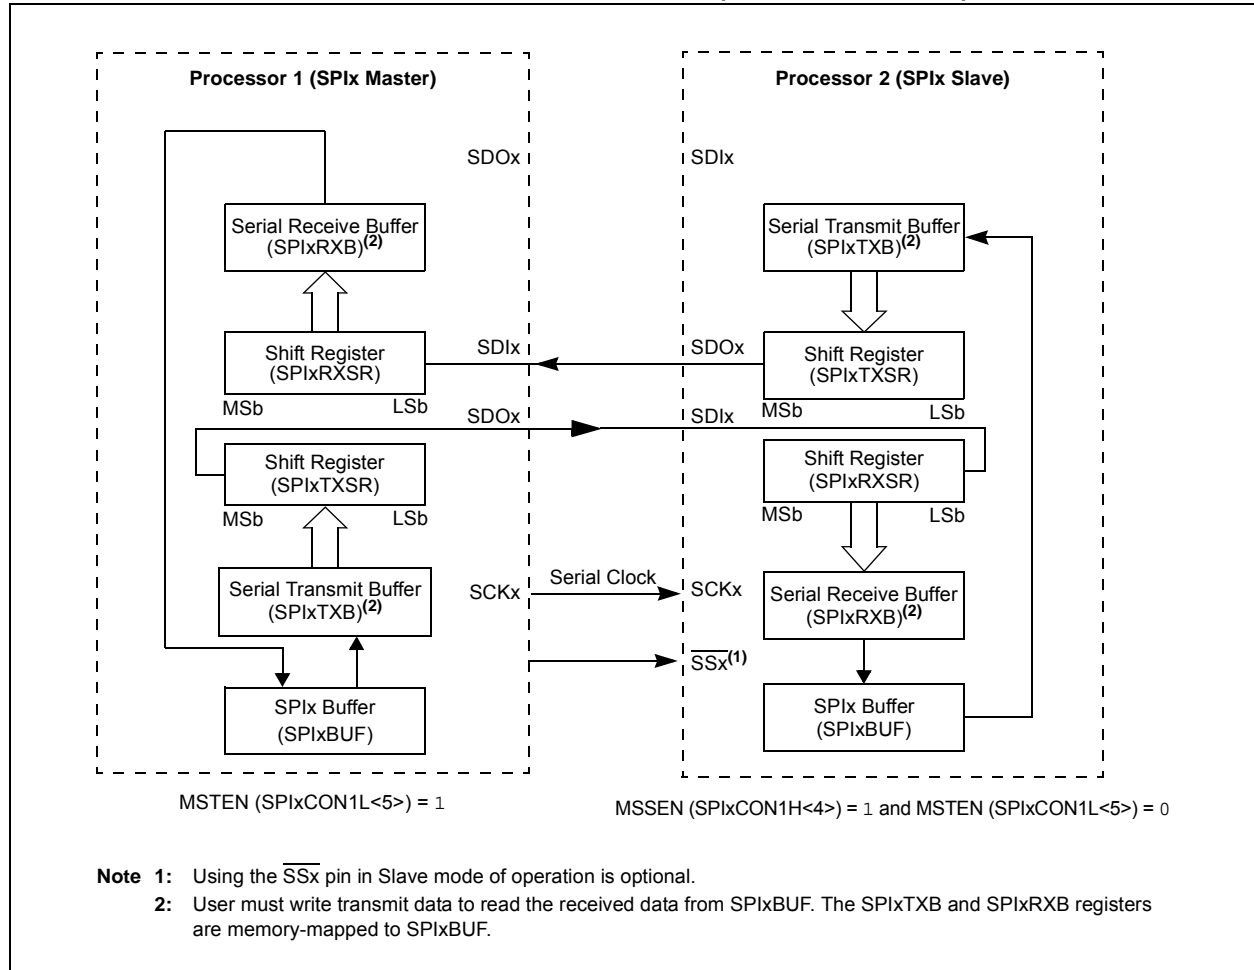 Processor 1 (SPIx Master)
SDOx
Serial Receive Buffer
(SPIxRXB)(2)
Shift Register
(SPIxRXSR)
MSb LSb
SDIx
SDOx
Shift Register
(SPIxTXSR)
MSb LSb
Serial Transmit Buffer
(SPIxTXB)(2)
SCKx
SPIx Buffer
(SPIxBUF)
Serial Clock
Processor 2 (SPIx Slave)
SDIx
Serial Transmit Buffer
(SPIxTXB)(2)
SDOx
Shift Register
(SPIxTXSR)
MSb LSb
SDIx
Shift Register
(SPIxRXSR)
MSb LSb
SCKx
Serial Receive Buffer
(SPIxRXB)(2)
SSx(1)
SPIx Buffer
(SPIxBUF)
MSTEN (SPIxCON1L<5>) = 1
MSSEN (SPIxCON1H<4>) = 1 and MSTEN (SPIxCON1L<5>) = 0
Note 1: Using the SSx pin in Slave mode of operation is optional.
2: User must write transmit data to read the received data from SPIxBUF. The SPIxTXB and SPIxRXB registers
are memory-mapped to SPIxBUF.